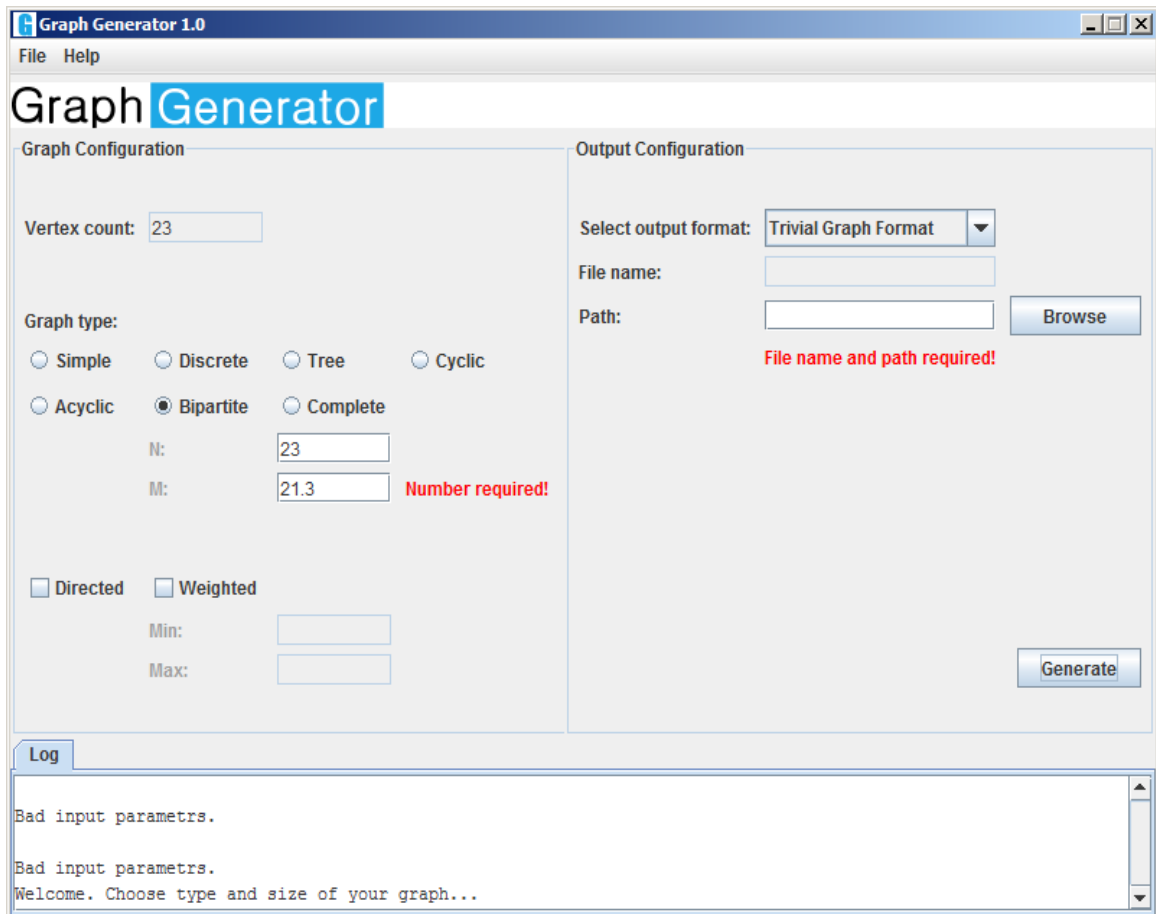 Graph Generator 1.0
File Help
Graph Generator
Graph Configuration
Vertex count: 23
Graph type:
Simple Discrete Tree Cyclic
Acyclic Bipartite Complete
N: 23
M: 21.3 Number required!
Directed Weighted
Min:
Max:
Output Configuration
Select output format: Trivial Graph Format
File name:
Path: Browse
File name and path required!
Generate
Log
Bad input parametrs.
Bad input parametrs.
Welcome. Choose type and size of your graph...